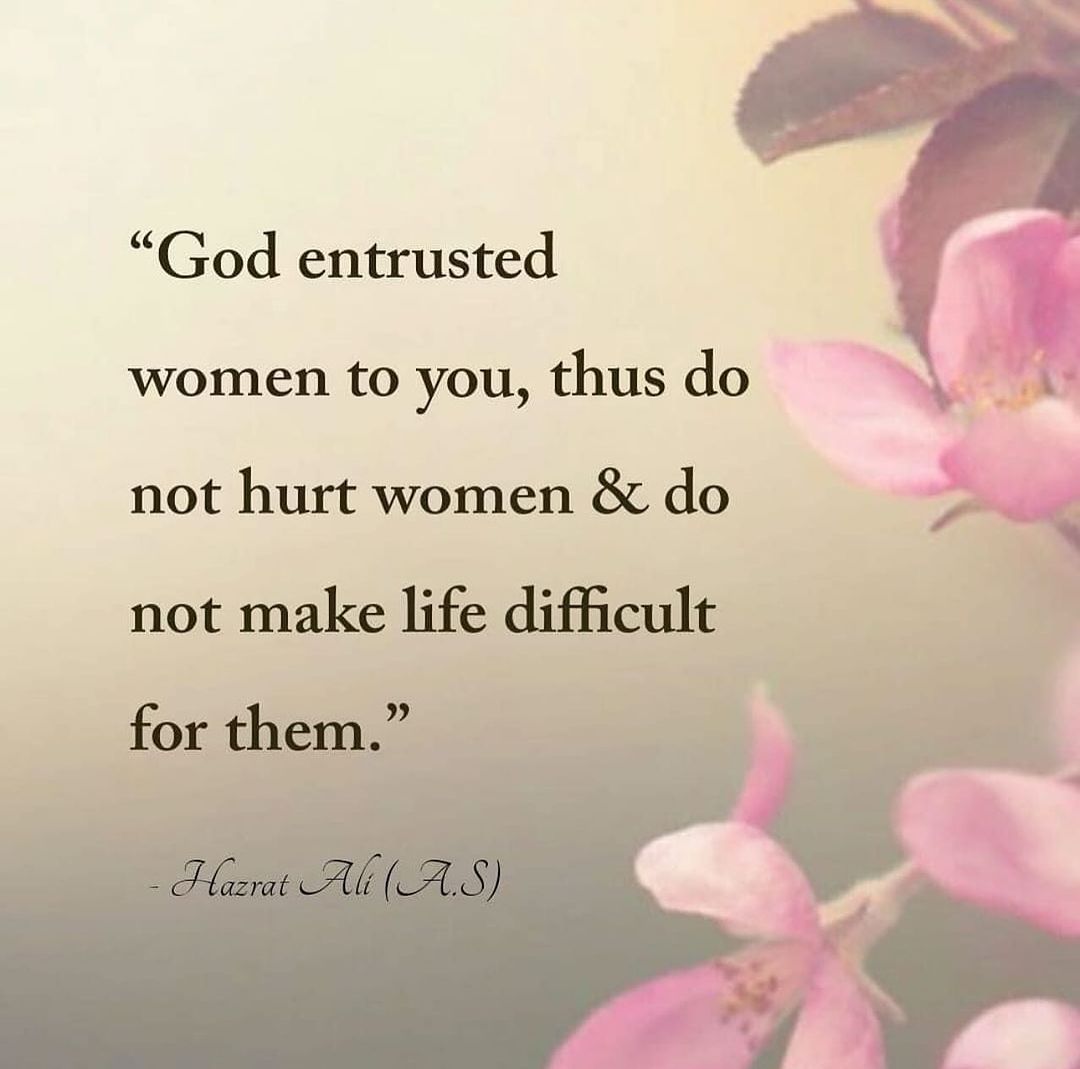 “God entrusted
women to you, thus do
not hurt women & do
not make life difficult
for them.”
- Hazrat Ali (A.S)